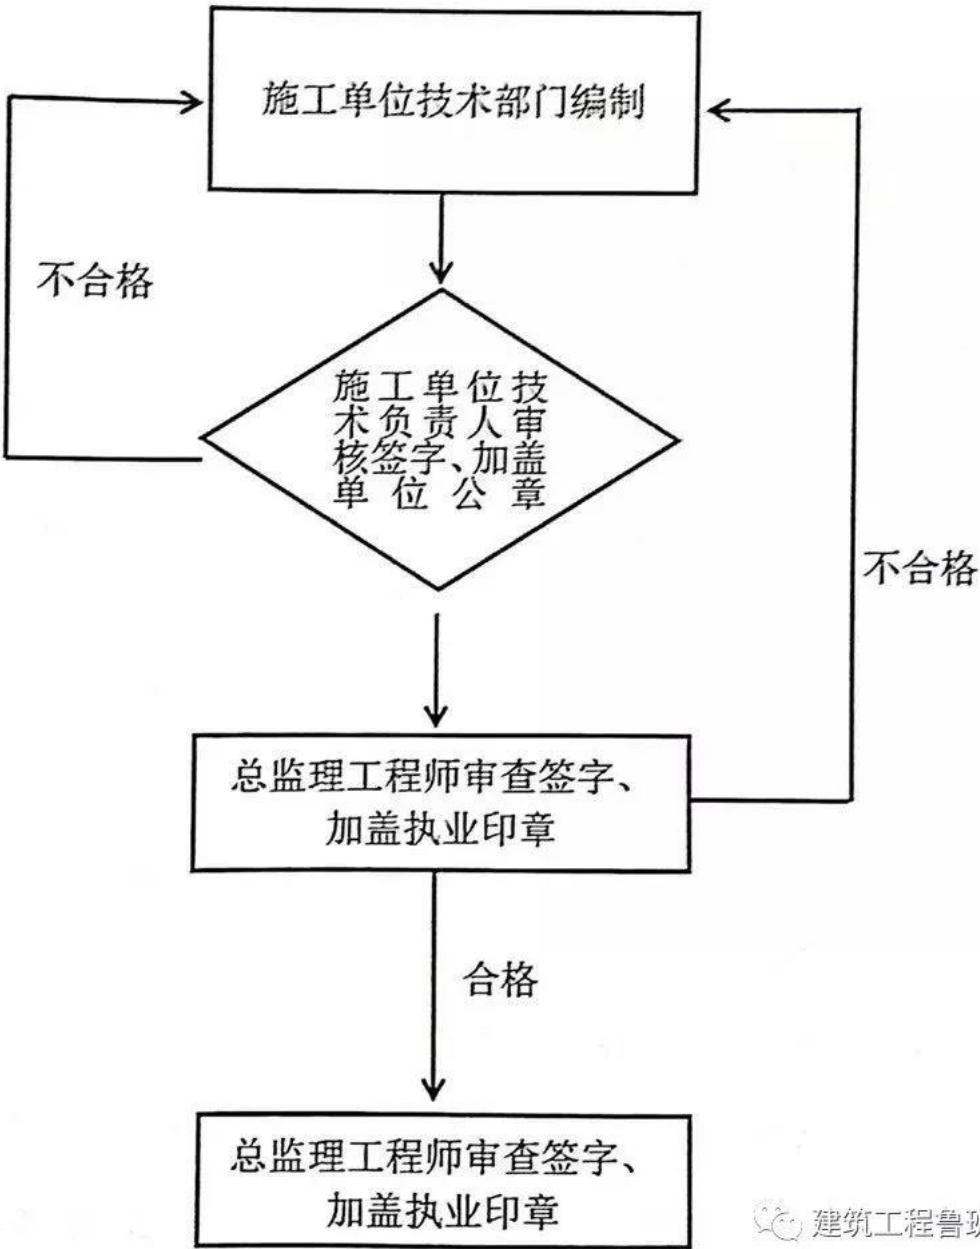 施工单位技术部门编制
不合格
施工单位技
术负责人审
核签字、加盖
单位公章
不合格
总监理工程师审查签字、
加盖执业印章
合格
总监理工程师审查签字、
加盖执业印章
建筑工程鲁班